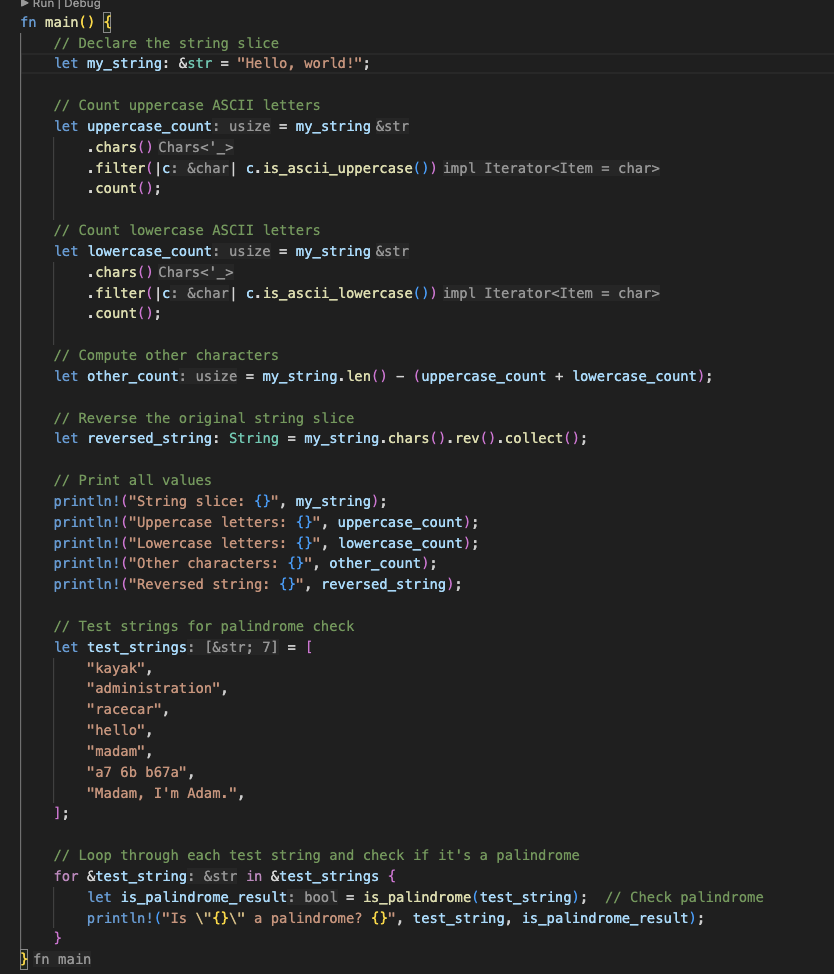 ▶ Run | Debug
fn main() {
    // Declare the string slice
    let my_string: &str = "Hello, world!";

    // Count uppercase ASCII letters
    let uppercase_count: usize = my_string &str
        .chars() Chars<'_>
        .filter(|c: &char| c.is_ascii_uppercase()) impl Iterator<Item = char>
        .count();

    // Count lowercase ASCII letters
    let lowercase_count: usize = my_string &str
        .chars() Chars<'_>
        .filter(|c: &char| c.is_ascii_lowercase()) impl Iterator<Item = char>
        .count();

    // Compute other characters
    let other_count: usize = my_string.len() - (uppercase_count + lowercase_count);

    // Reverse the original string slice
    let reversed_string: String = my_string.chars().rev().collect();

    // Print all values
    println!("String slice: {}", my_string);
    println!("Uppercase letters: {}", uppercase_count);
    println!("Lowercase letters: {}", lowercase_count);
    println!("Other characters: {}", other_count);
    println!("Reversed string: {}", reversed_string);

    // Test strings for palindrome check
    let test_strings: [&str; 7] = [
        "kayak",
        "administration",
        "racecar",
        "hello",
        "madam",
        "a7 6b b67a",
        "Madam, I'm Adam.",
    ];

    // Loop through each test string and check if it's a palindrome
    for &test_string: &str in &test_strings {
        let is_palindrome_result: bool = is_palindrome(test_string);  // Check palindrome
        println!("Is \"{}\" a palindrome? {}", test_string, is_palindrome_result);
    }
} fn main